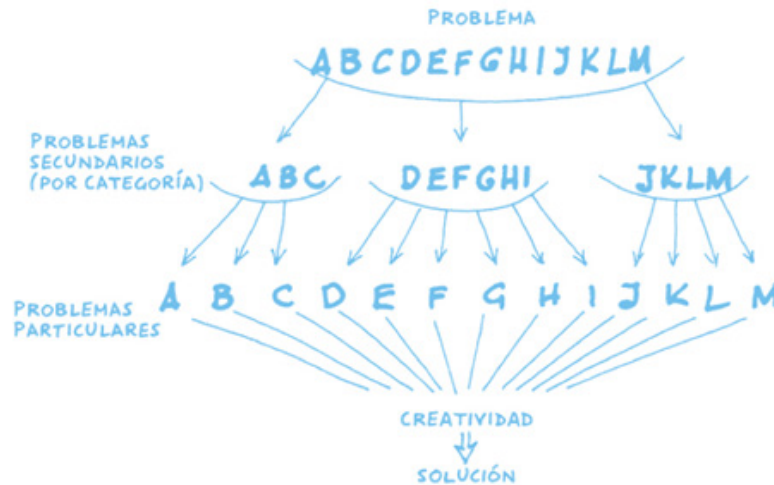 PROBLEMA
ABCDEFGHIJKLM
PROBLEMAS
SECUNDARIOS
(POR CATEGORÍA)
ABC DEFGHI JKLM
A B C D E F G H I J K L M
PROBLEMAS
PARTICULARES
CREATIVIDAD
SOLUCIÓN